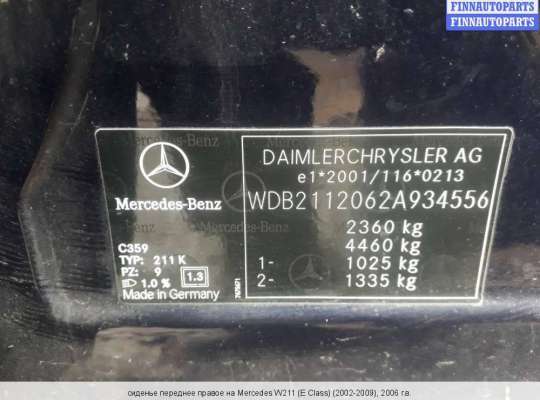 FINNAUTOPARTS
FINNAUTOPARTS
Mercedes-Benz
DAIMLERCHRYSLER AG
e1*2001/116*0213
WDB2112062A934556
2360 kg
4460 kg
1- 1025 kg
2- 1335 kg
C359
TYP: 211 K
PZ: 9
1.0 % 1.3
Made in Germany
сиденье переднее правое на Mercedes W211 (E Class) (2002-2009), 2006 г.в.